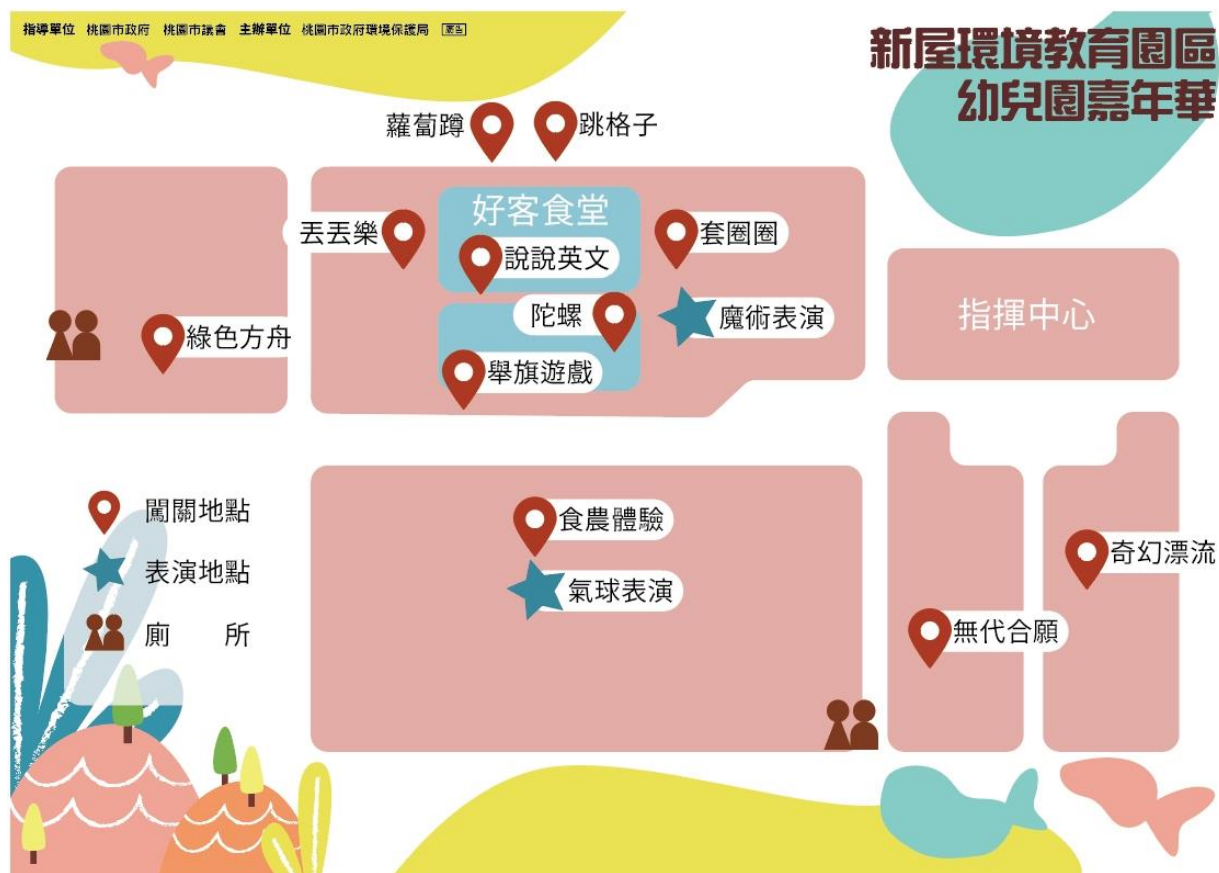 指導單位 桃園市政府 桃園市議會 主辦單位 桃園市政府環境保護局 廣告
新屋環境教育園區
幼兒園嘉年華
蘿蔔蹲
跳格子
好客食堂
丟丟樂
套圈圈
說說英文
陀螺
魔術表演
指揮中心
綠色方舟
舉旗遊戲
闖關地點
食農體驗
奇幻漂流
表演地點
氣球表演
廁 所
無代合願